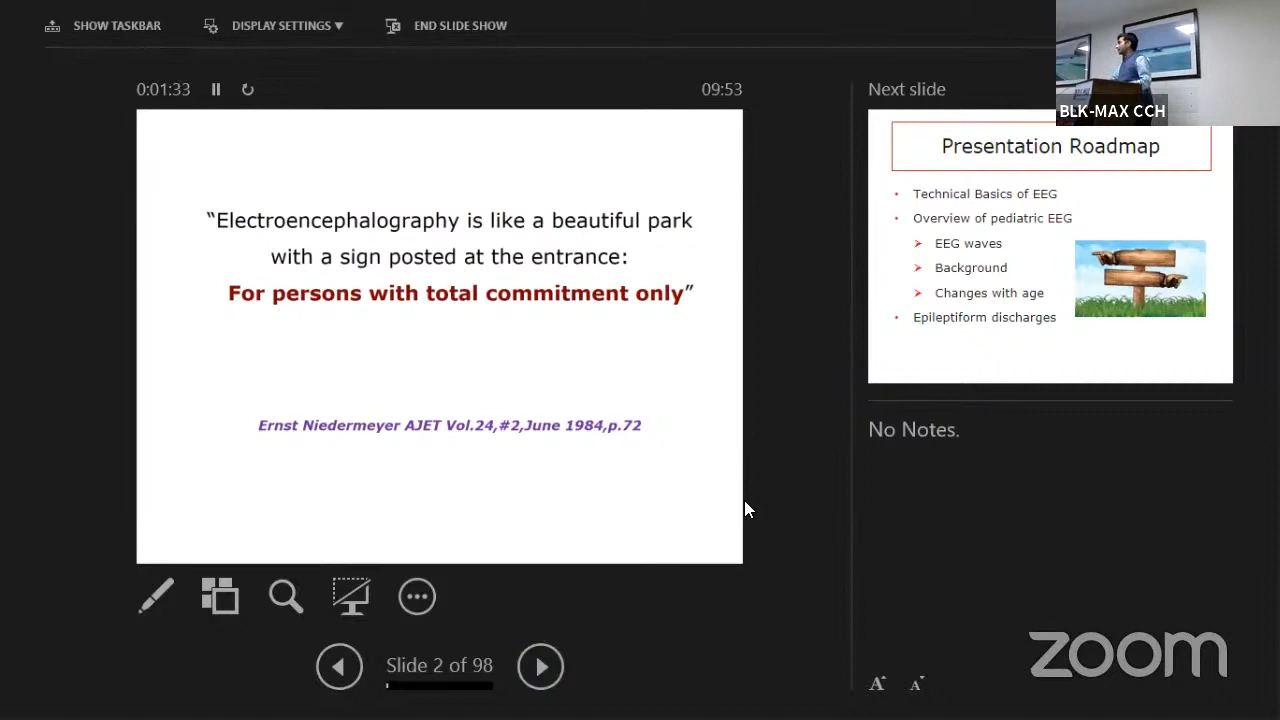 SHOW TASKBAR DISPLAY SETTINGS ▼ END SLIDE SHOW
0:01:33 09:53
“Electroencephalography is like a beautiful park
with a sign posted at the entrance:
For persons with total commitment only”
Ernst Niedermeyer AJET Vol.24,#2,June 1984,p.72
Slide 2 of 98
Next slide
BLK-MAX CCH
Presentation Roadmap
• Technical Basics of EEG
• Overview of pediatric EEG
➢ EEG waves
➢ Background
➢ Changes with age
• Epileptiform discharges
No Notes.
A A
zoom